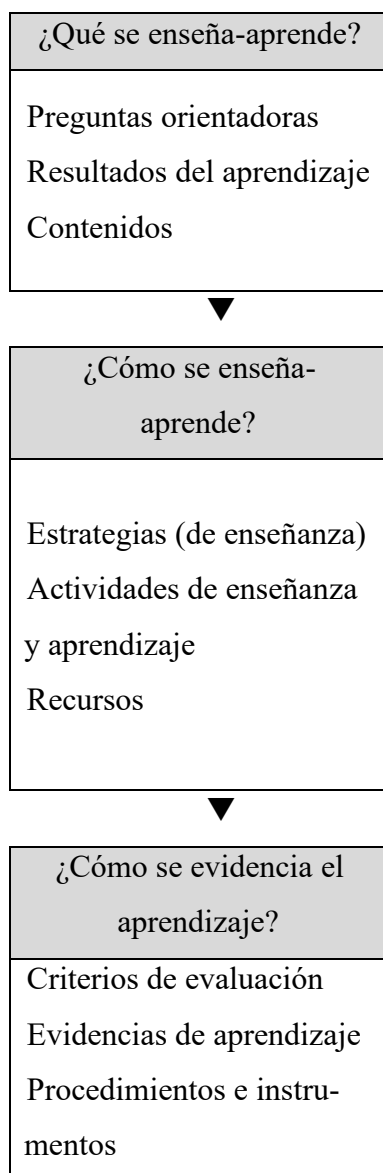 ¿Qué se enseña-aprende?
Preguntas orientadoras
Resultados del aprendizaje
Contenidos
¿Cómo se enseña-
aprende?
Estrategias (de enseñanza)
Actividades de enseñanza
y aprendizaje
Recursos
¿Cómo se evidencia el
aprendizaje?
Criterios de evaluación
Evidencias de aprendizaje
Procedimientos e instru-
mentos